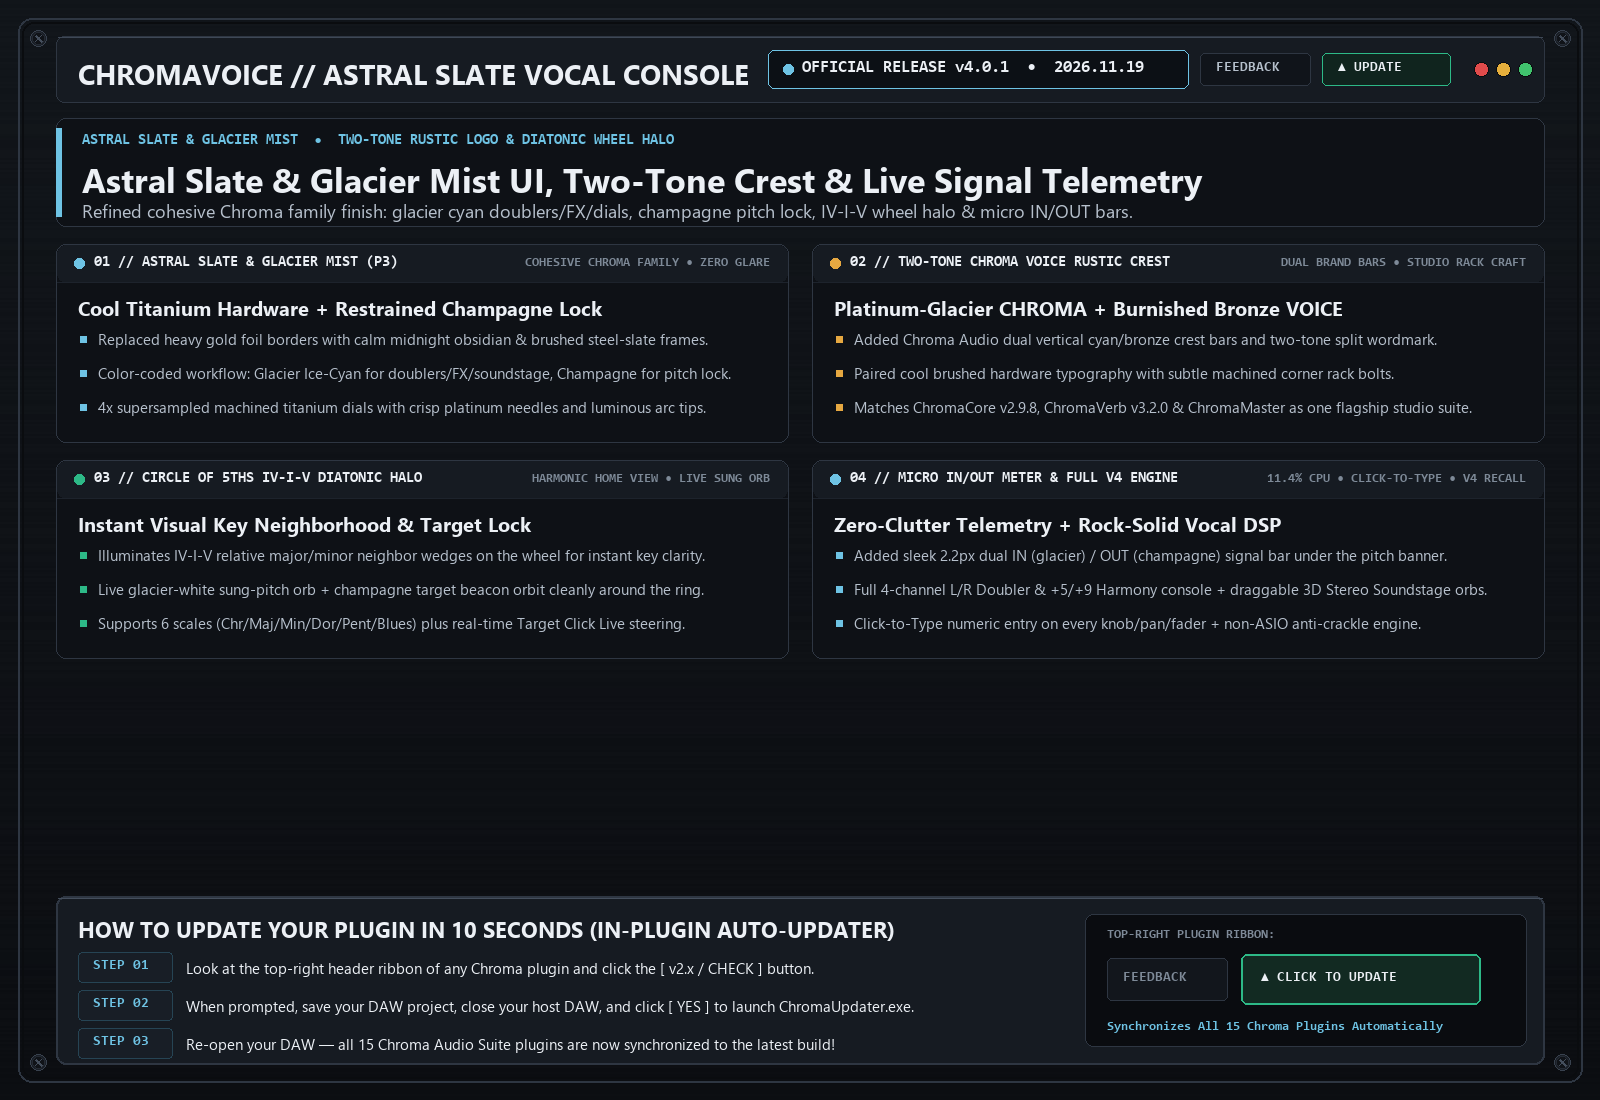 CHROMAVOICE // ASTRAL SLATE VOCAL CONSOLE
● OFFICIAL RELEASE v4.0.1 • 2026.11.19
FEEDBACK
▲ UPDATE
ASTRAL SLATE & GLACIER MIST • TWO-TONE RUSTIC LOGO & DIATONIC WHEEL HALO
Astral Slate & Glacier Mist UI, Two-Tone Crest & Live Signal Telemetry
Refined cohesive Chroma family finish: glacier cyan doublers/FX/dials, champagne pitch lock, IV-I-V wheel halo & micro IN/OUT bars.
01 // ASTRAL SLATE & GLACIER MIST (P3)
COHESIVE CHROMA FAMILY • ZERO GLARE
Cool Titanium Hardware + Restrained Champagne Lock
Replaced heavy gold foil borders with calm midnight obsidian & brushed steel-slate frames.
Color-coded workflow: Glacier Ice-Cyan for doublers/FX/soundstage, Champagne for pitch lock.
4x supersampled machined titanium dials with crisp platinum needles and luminous arc tips.
02 // TWO-TONE CHROMA VOICE RUSTIC CREST
DUAL BRAND BARS • STUDIO RACK CRAFT
Platinum-Glacier CHROMA + Burnished Bronze VOICE
Added Chroma Audio dual vertical cyan/bronze crest bars and two-tone split wordmark.
Paired cool brushed hardware typography with subtle machined corner rack bolts.
Matches ChromaCore v2.9.8, ChromaVerb v3.2.0 & ChromaMaster as one flagship studio suite.
03 // CIRCLE OF 5THS IV-I-V DIATONIC HALO
HARMONIC HOME VIEW • LIVE SUNG ORB
Instant Visual Key Neighborhood & Target Lock
Illuminates IV-I-V relative major/minor neighbor wedges on the wheel for instant key clarity.
Live glacier-white sung-pitch orb + champagne target beacon orbit cleanly around the ring.
Supports 6 scales (Chr/Maj/Min/Dor/Pent/Blues) plus real-time Target Click Live steering.
04 // MICRO IN/OUT METER & FULL V4 ENGINE
11.4% CPU • CLICK-TO-TYPE • V4 RECALL
Zero-Clutter Telemetry + Rock-Solid Vocal DSP
Added sleek 2.2px dual IN (glacier) / OUT (champagne) signal bar under the pitch banner.
Full 4-channel L/R Doubler & +5/+9 Harmony console + draggable 3D Stereo Soundstage orbs.
Click-to-Type numeric entry on every knob/pan/fader + non-ASIO anti-crackle engine.
HOW TO UPDATE YOUR PLUGIN IN 10 SECONDS (IN-PLUGIN AUTO-UPDATER)
STEP 01
Look at the top-right header ribbon of any Chroma plugin and click the [ v2.x / CHECK ] button.
STEP 02
When prompted, save your DAW project, close your host DAW, and click [ YES ] to launch ChromaUpdater.exe.
STEP 03
Re-open your DAW — all 15 Chroma Audio Suite plugins are now synchronized to the latest build!
TOP-RIGHT PLUGIN RIBBON:
FEEDBACK
▲ CLICK TO UPDATE
Synchronizes All 15 Chroma Plugins Automatically